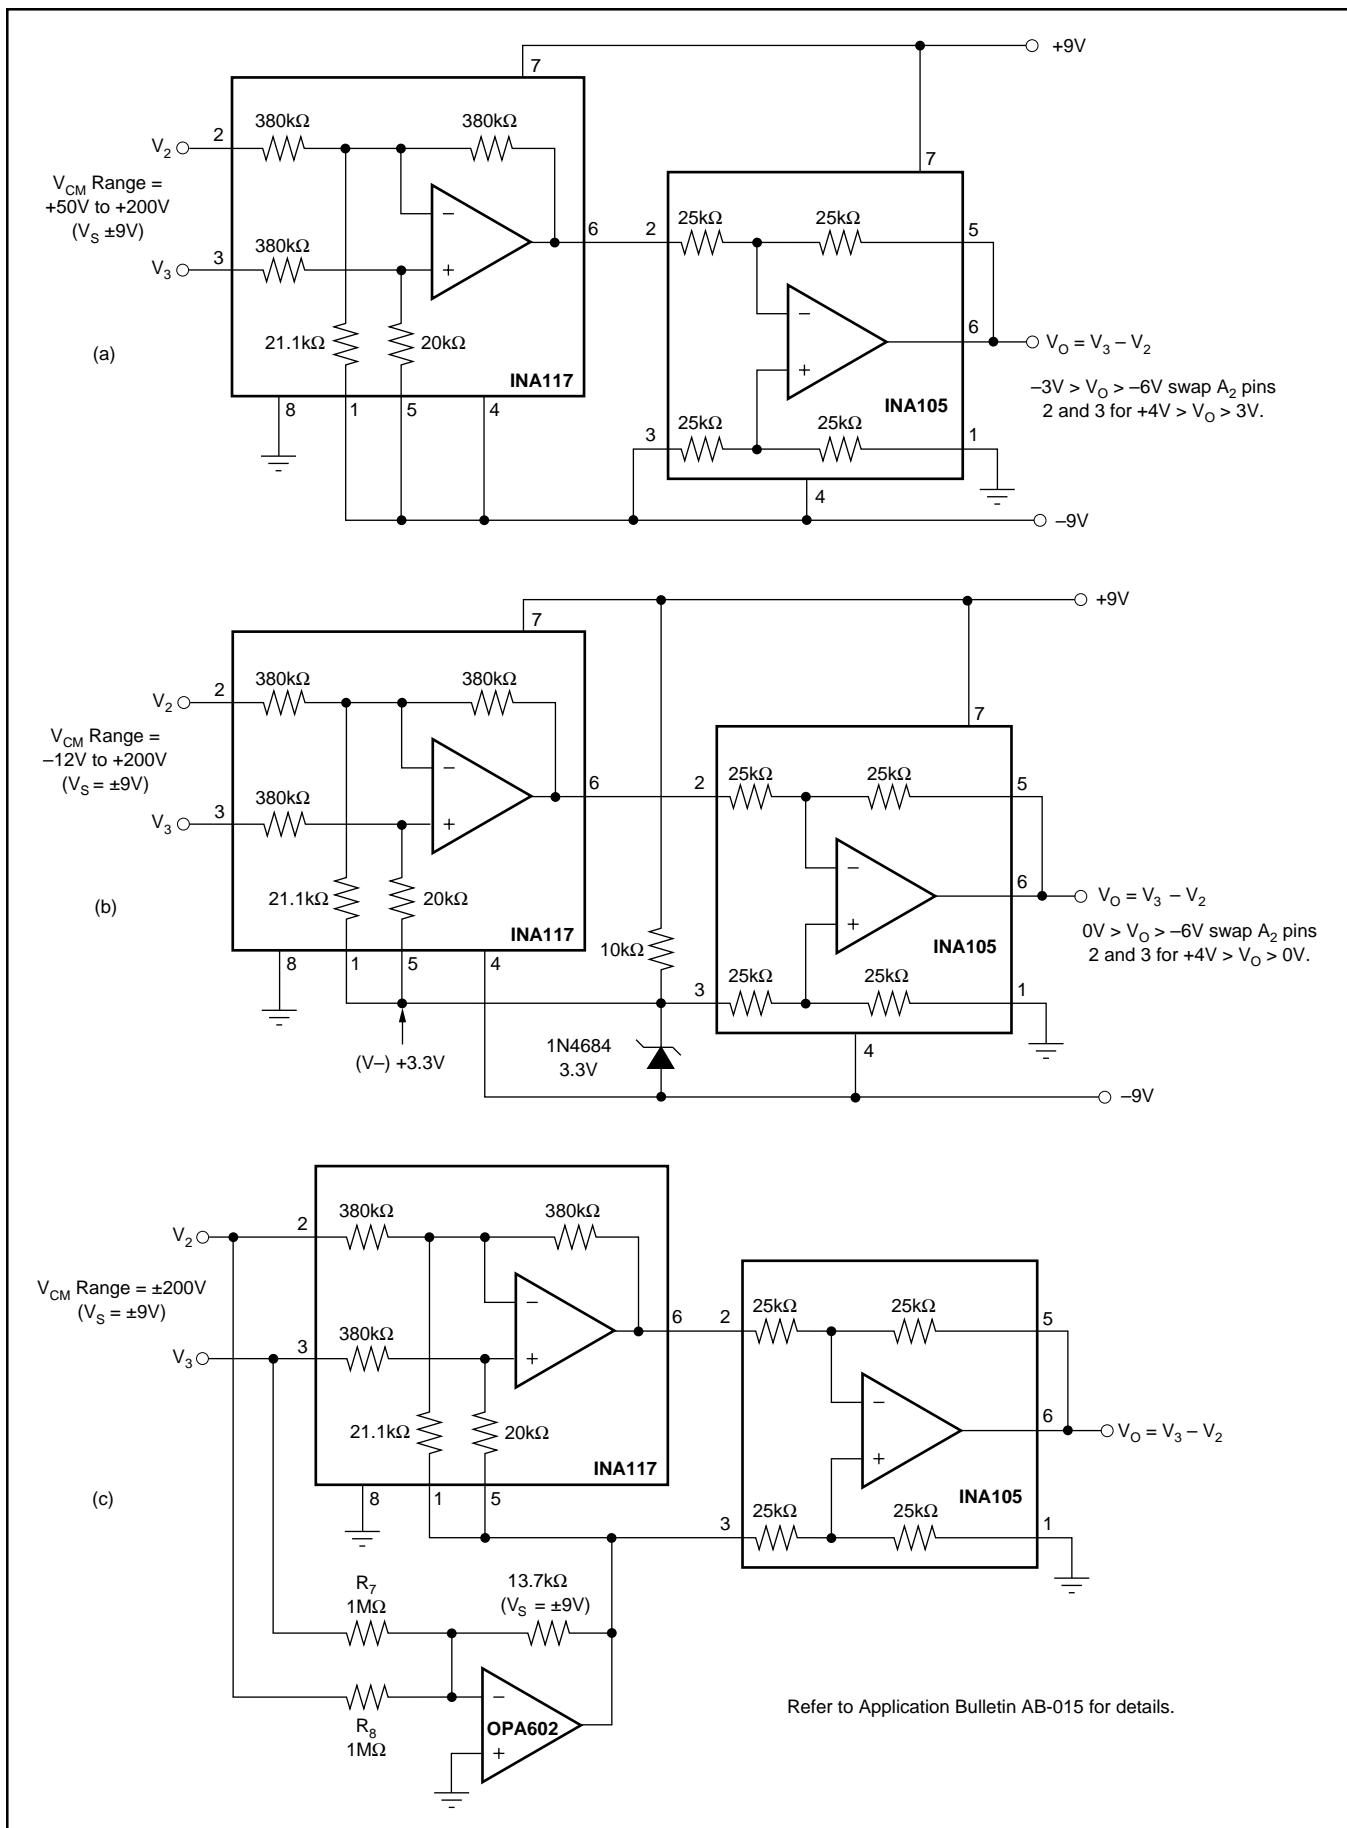 +9V
7
380kΩ
380kΩ
2
V2
7
VCM Range =
+50V to +200V
(VS ±9V)
–
6
2
25kΩ
25kΩ
5
380kΩ
3
V3
+
–
6
VO = V3 – V2
21.1kΩ
20kΩ
(a)
+
–3V > VO > –6V swap A2 pins
2 and 3 for +4V > VO > 3V.
INA117
INA105
8
1
5
4
3
25kΩ
25kΩ
1
4
–9V
+9V
7
380kΩ
380kΩ
2
V2
7
VCM Range =
–12V to +200V
(VS = ±9V)
–
6
2
25kΩ
25kΩ
5
380kΩ
3
V3
+
–
6
VO = V3 – V2
21.1kΩ
20kΩ
(b)
+
0V > VO > –6V swap A2 pins
2 and 3 for +4V > VO > 0V.
INA117
10kΩ
INA105
8
1
5
4
3
25kΩ
25kΩ
1
(V–) +3.3V
1N4684
3.3V
4
–9V
380kΩ
380kΩ
2
V2
VCM Range = ±200V
(VS = ±9V)
–
6
2
25kΩ
25kΩ
5
380kΩ
3
V3
+
–
6
VO = V3 – V2
21.1kΩ
20kΩ
+
INA117
INA105
(c)
8
1
5
3
25kΩ
25kΩ
1
R7
1MΩ
13.7kΩ
(VS = ±9V)
–
OPA602
+
R8
1MΩ
Refer to Application Bulletin AB-015 for details.